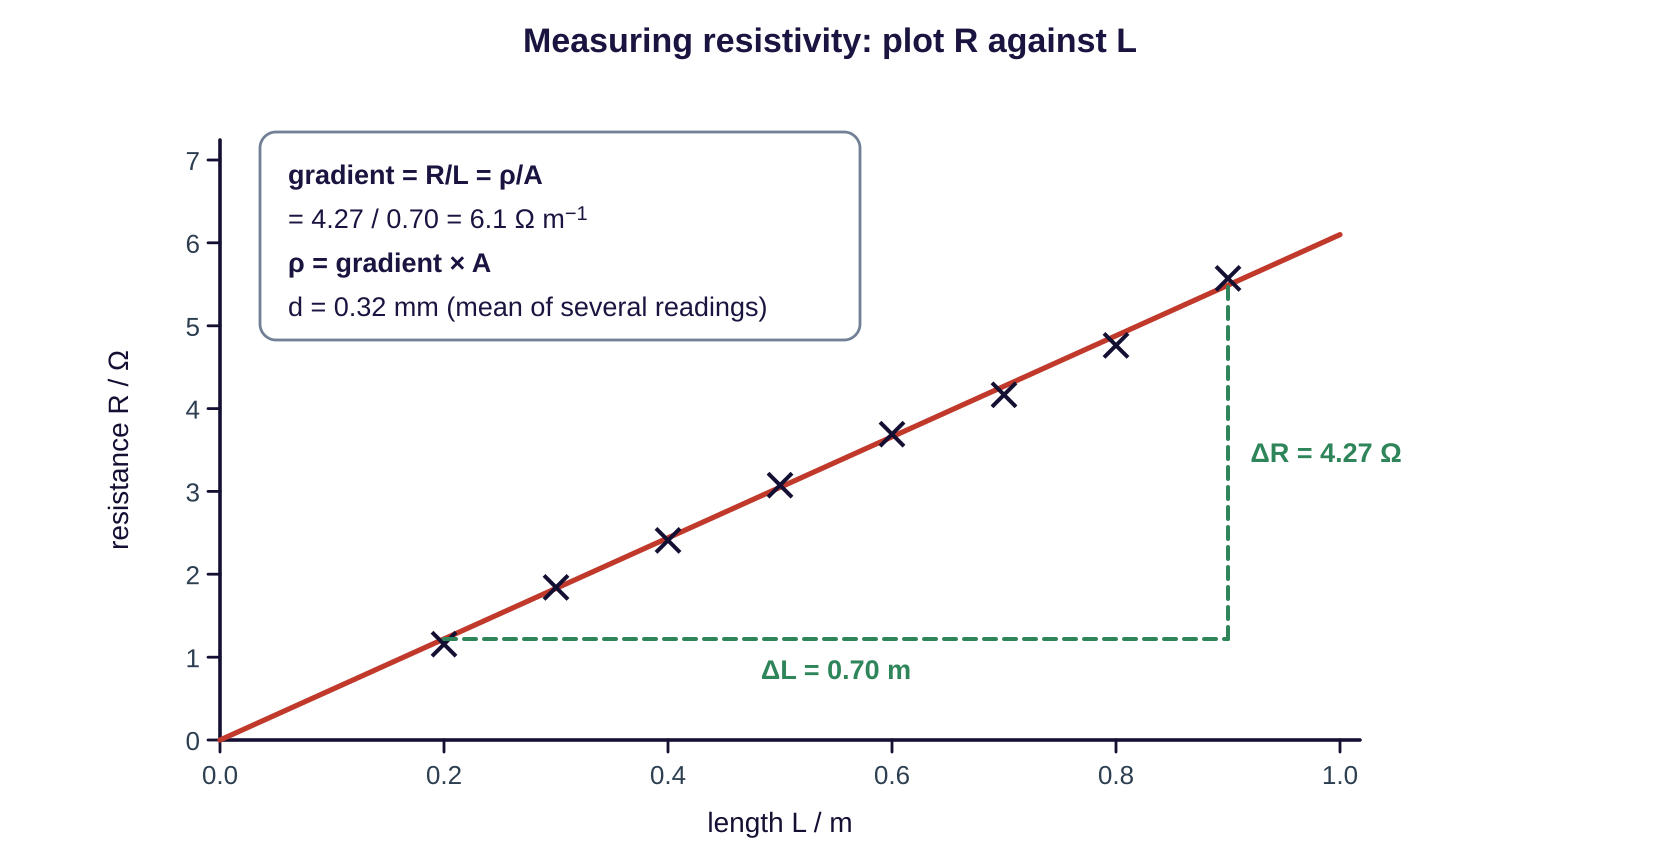 Measuring resistivity: plot R against L
gradient = R/L = ρ/A
= 4.27 / 0.70 = 6.1 Ω m⁻¹
ρ = gradient × A
d = 0.32 mm (mean of several readings)
resistance R / Ω
7
6
5
4
3
2
1
0
ΔR = 4.27 Ω
ΔL = 0.70 m
0.0 0.2 0.4 0.6 0.8 1.0
length L / m